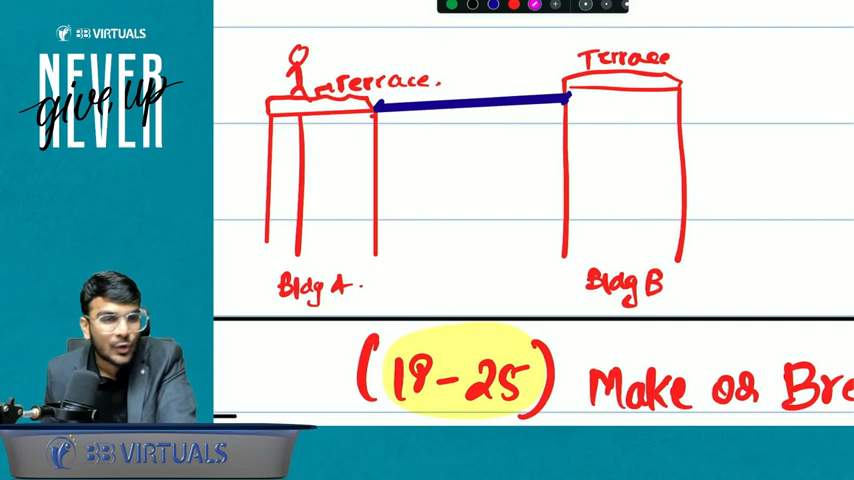 BB VIRTUALS
NEVER
give up
NEVER
Terrace.
Terrace
Bldg A.
Bldg B
(18-25) Make or Bre
BB VIRTUALS